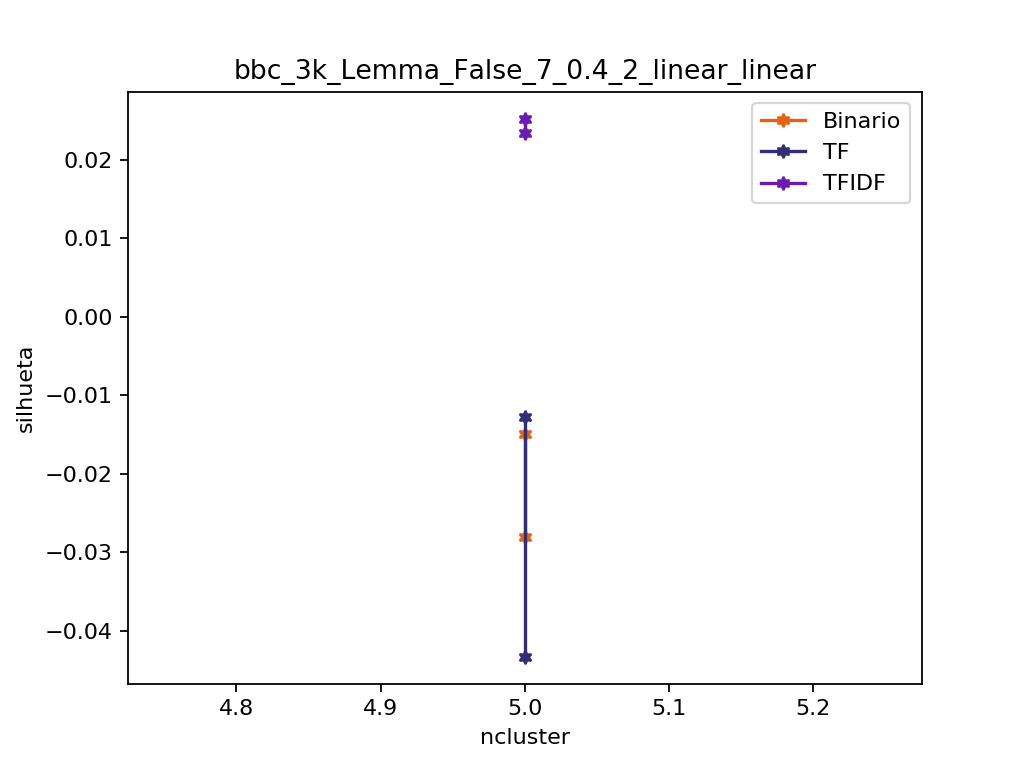 bbc_3k_Lemma_False_7_0.4_2_linear_linear
Binario
TF
TFIDF
0.02
0.01
0.00
−0.01
−0.02
−0.03
−0.04
silhueta
4.8 4.9 5.0 5.1 5.2
ncluster